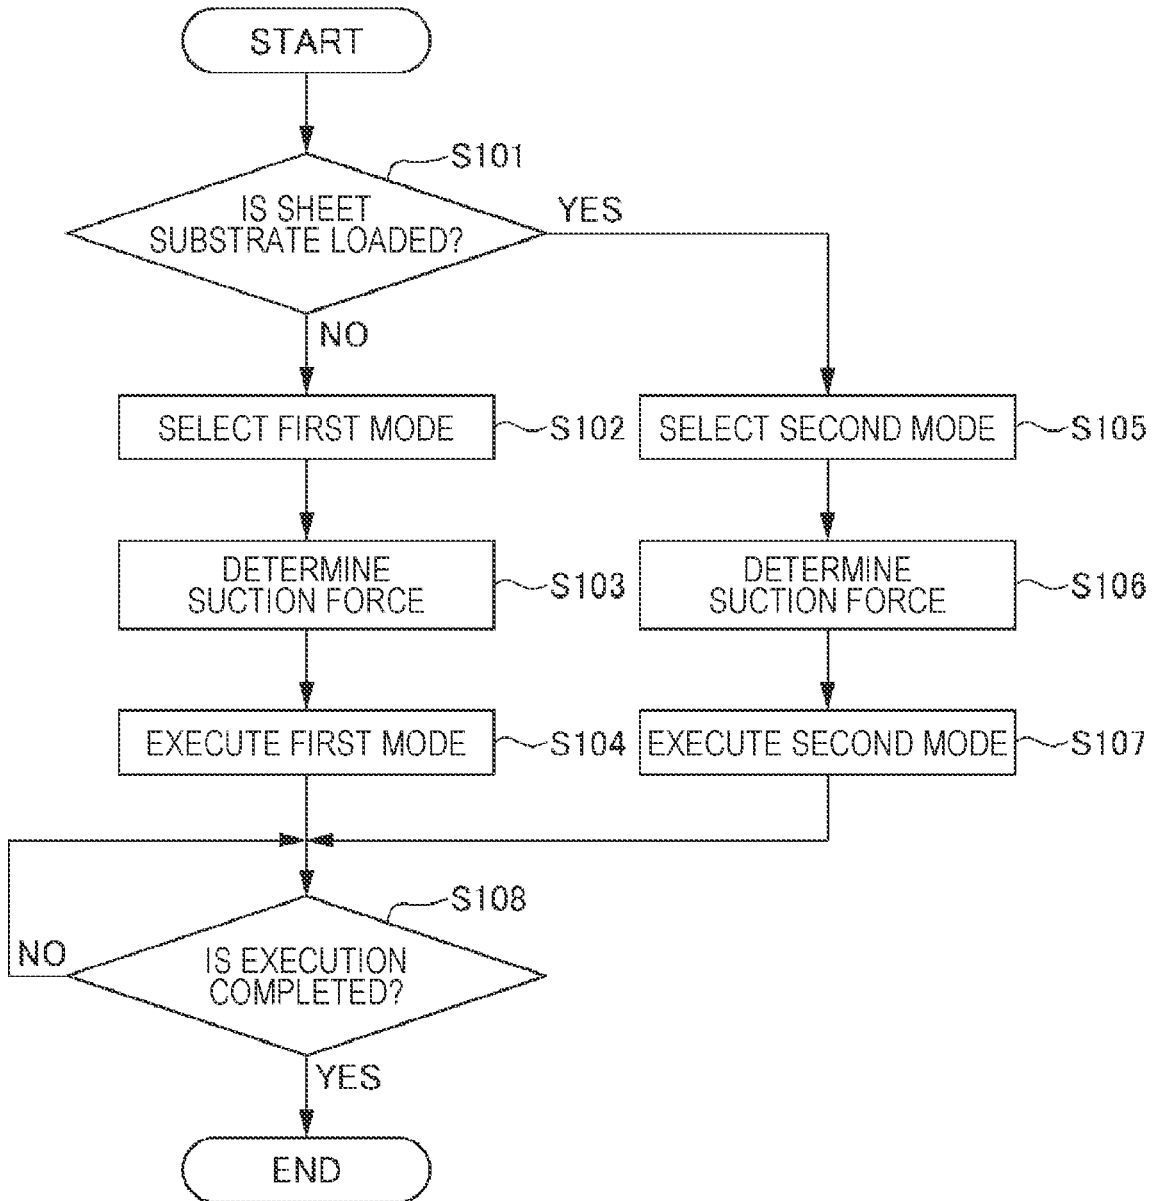 START
S101
IS SHEET
SUBSTRATE LOADED?
YES
NO
SELECT FIRST MODE
S102
SELECT SECOND MODE
S105
DETERMINE
SUCTION FORCE
S103
DETERMINE
SUCTION FORCE
S106
EXECUTE FIRST MODE
S104
EXECUTE SECOND MODE
S107
S108
NO
IS EXECUTION
COMPLETED?
YES
END